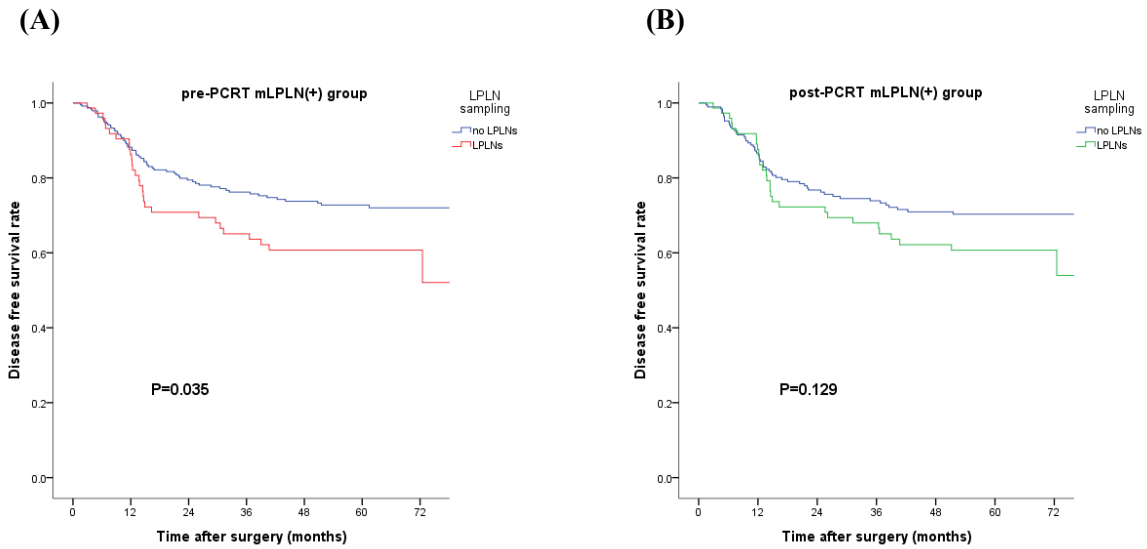 (A)
pre-PCRT mLPLN(+) group
LPLN
sampling
no LPLNs
LPLNs
Disease free survival rate
1.0
0.8
0.6
0.4
0.2
0.0
P=0.035
0 12 24 36 48 60 72
Time after surgery (months)
(B)
post-PCRT mLPLN(+) group
LPLN
sampling
no LPLNs
LPLNs
Disease free survival rate
1.0
0.8
0.6
0.4
0.2
0.0
P=0.129
0 12 24 36 48 60 72
Time after surgery (months)